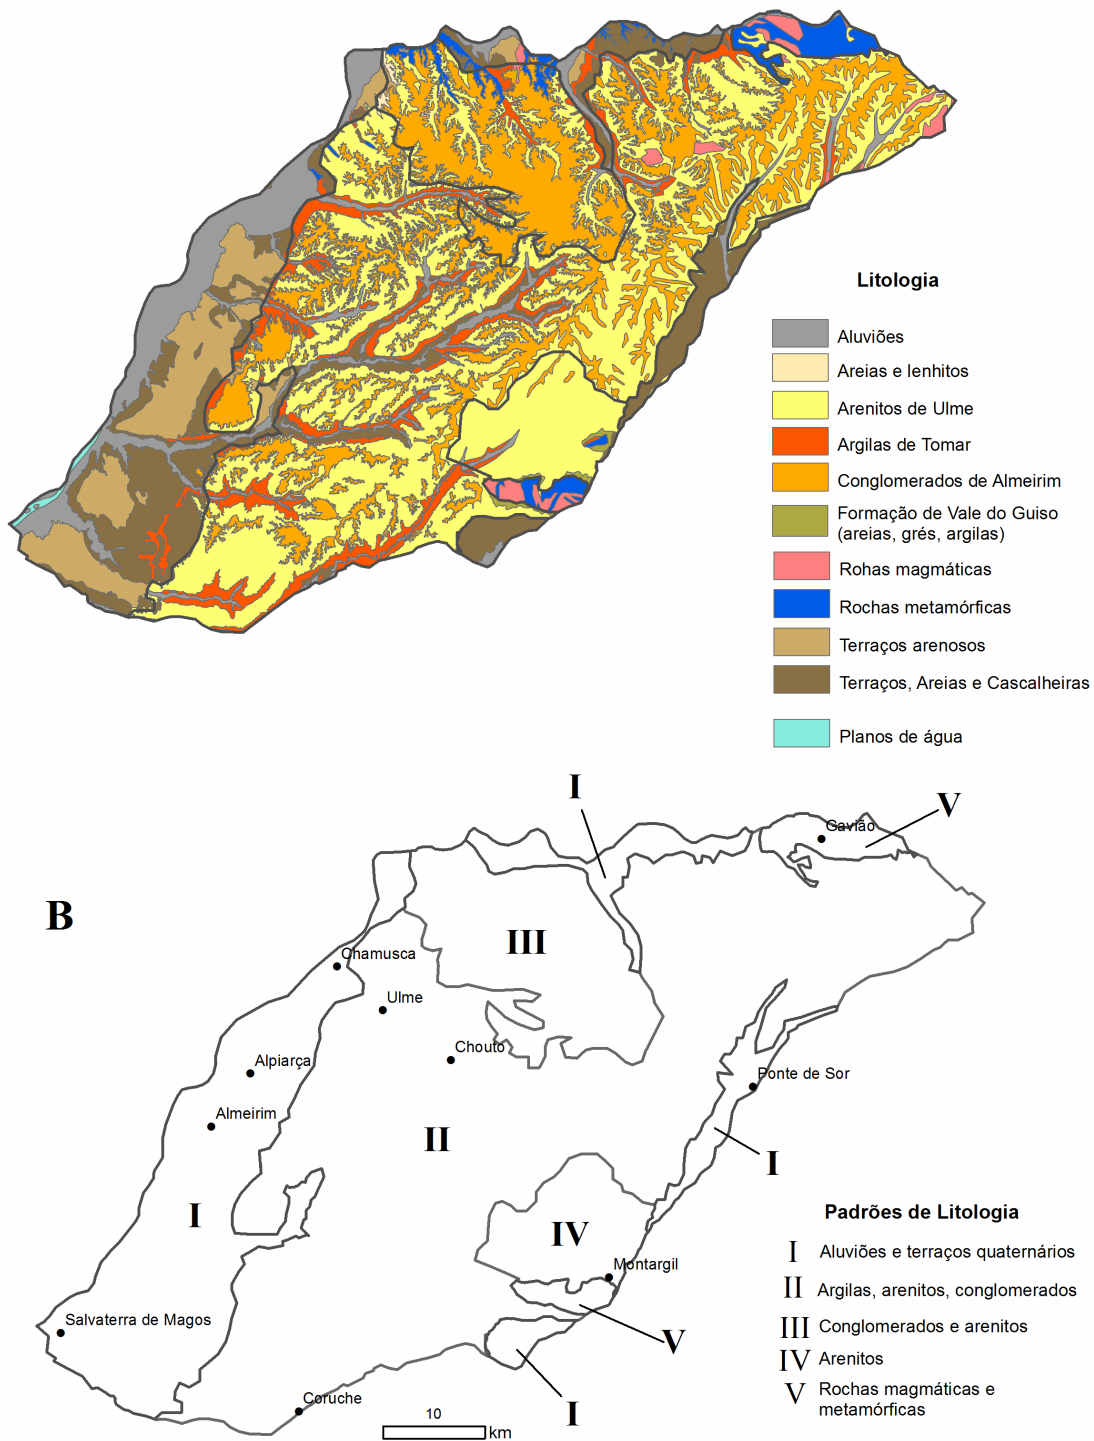 Litologia
Aluviões
Areias e lenhitos
Arenitos de Ulme
Argilas de Tomar
Conglomerados de Almeirim
Formação de Vale do Guiso
(areias, grés, argilas)
Rohas magmáticas
Rochas metamórficas
Terraços arenosos
Terraços, Areias e Cascalheiras
Planos de água
I
V
Gavião
B
III
Chamusca
Ulme
Chouto
Alpiarça
Ponte de Sor
Almeirim
II
I
I
IV
Montargil
Salvaterra de Magos
V
I
Coruche
10
km
Padrões de Litologia
I Aluviões e terraços quaternários
II Argilas, arenitos, conglomerados
III Conglomerados e arenitos
IV Arenitos
V Rochas magmáticas e
metamórficas